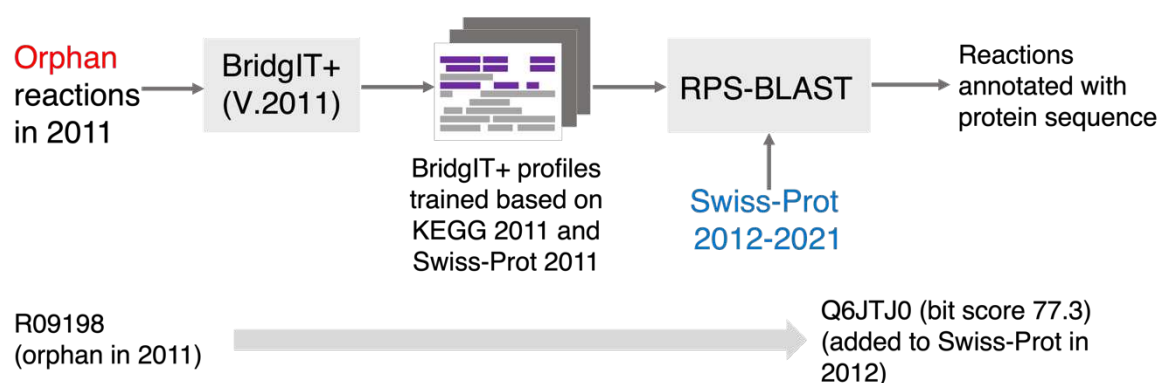 Orphan
reactions
in 2011
BridgIT+
(V.2011)
BridgIT+ profiles
trained based on
KEGG 2011 and
Swiss-Prot 2011
RPS-BLAST
Swiss-Prot
2012-2021
Reactions
annotated with
protein sequence
R09198
(orphan in 2011)
Q6JTJ0 (bit score 77.3)
(added to Swiss-Prot in
2012)